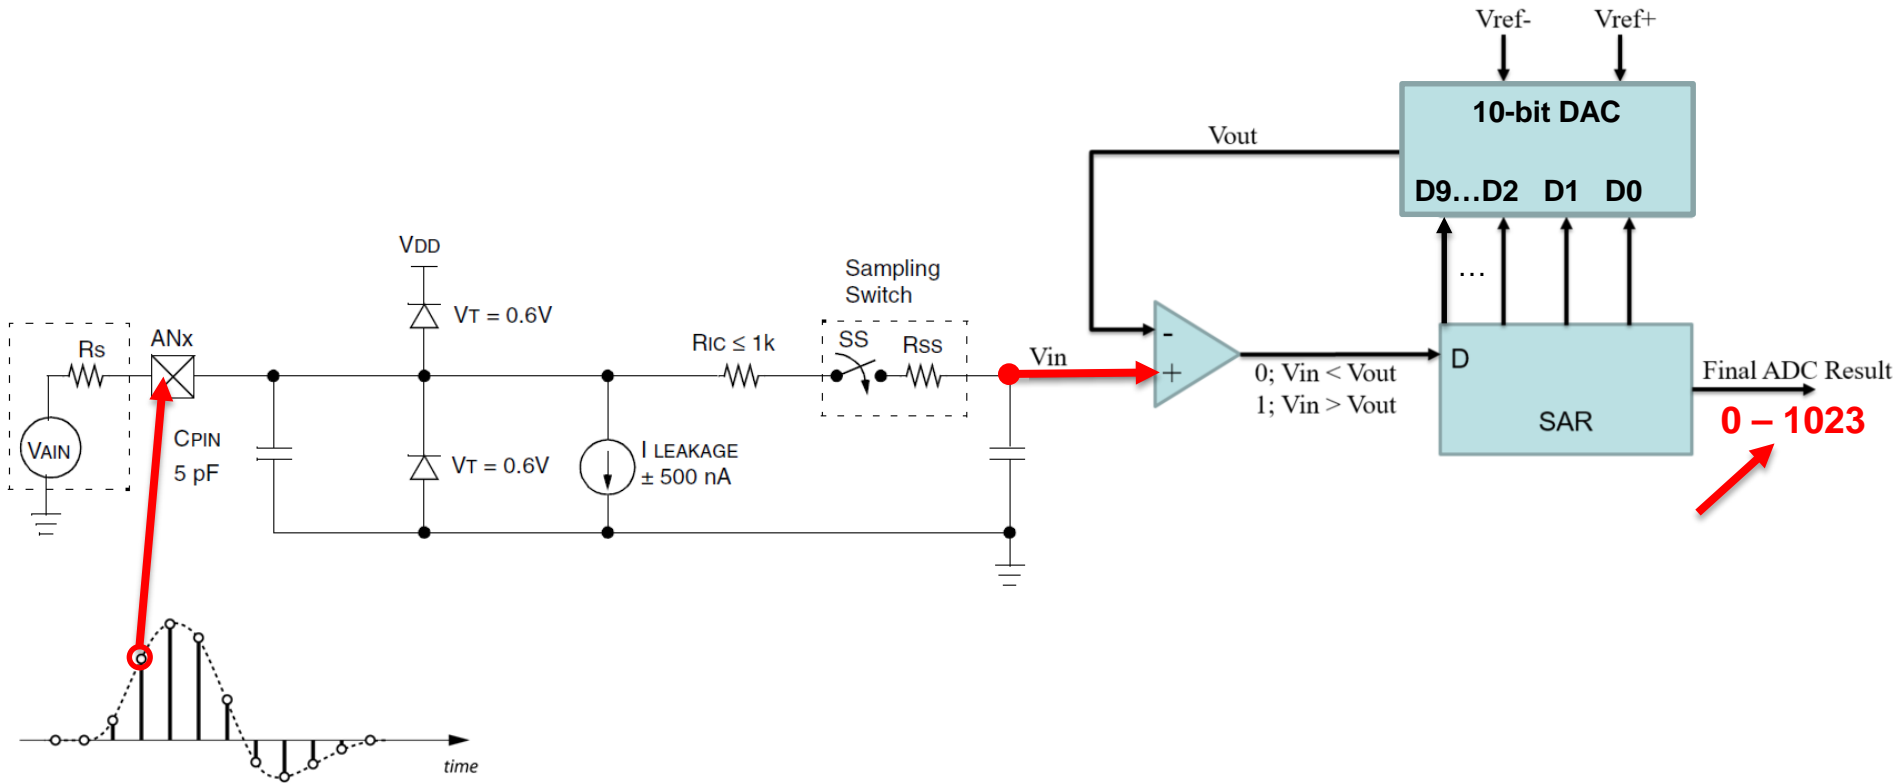 Vref- Vref+
10-bit DAC
Vout
D9...D2 D1 D0
...
VDD
VT = 0.6V
Sampling
Switch
ANx
Rs
RIC ≤ 1k
SS
RSS
Vin
-
+
0; Vin < Vout
1; Vin > Vout
D
SAR
Final ADC Result
0 – 1023
VAIN
CPIN
5 pF
VT = 0.6V
I LEAKAGE
± 500 nA
time